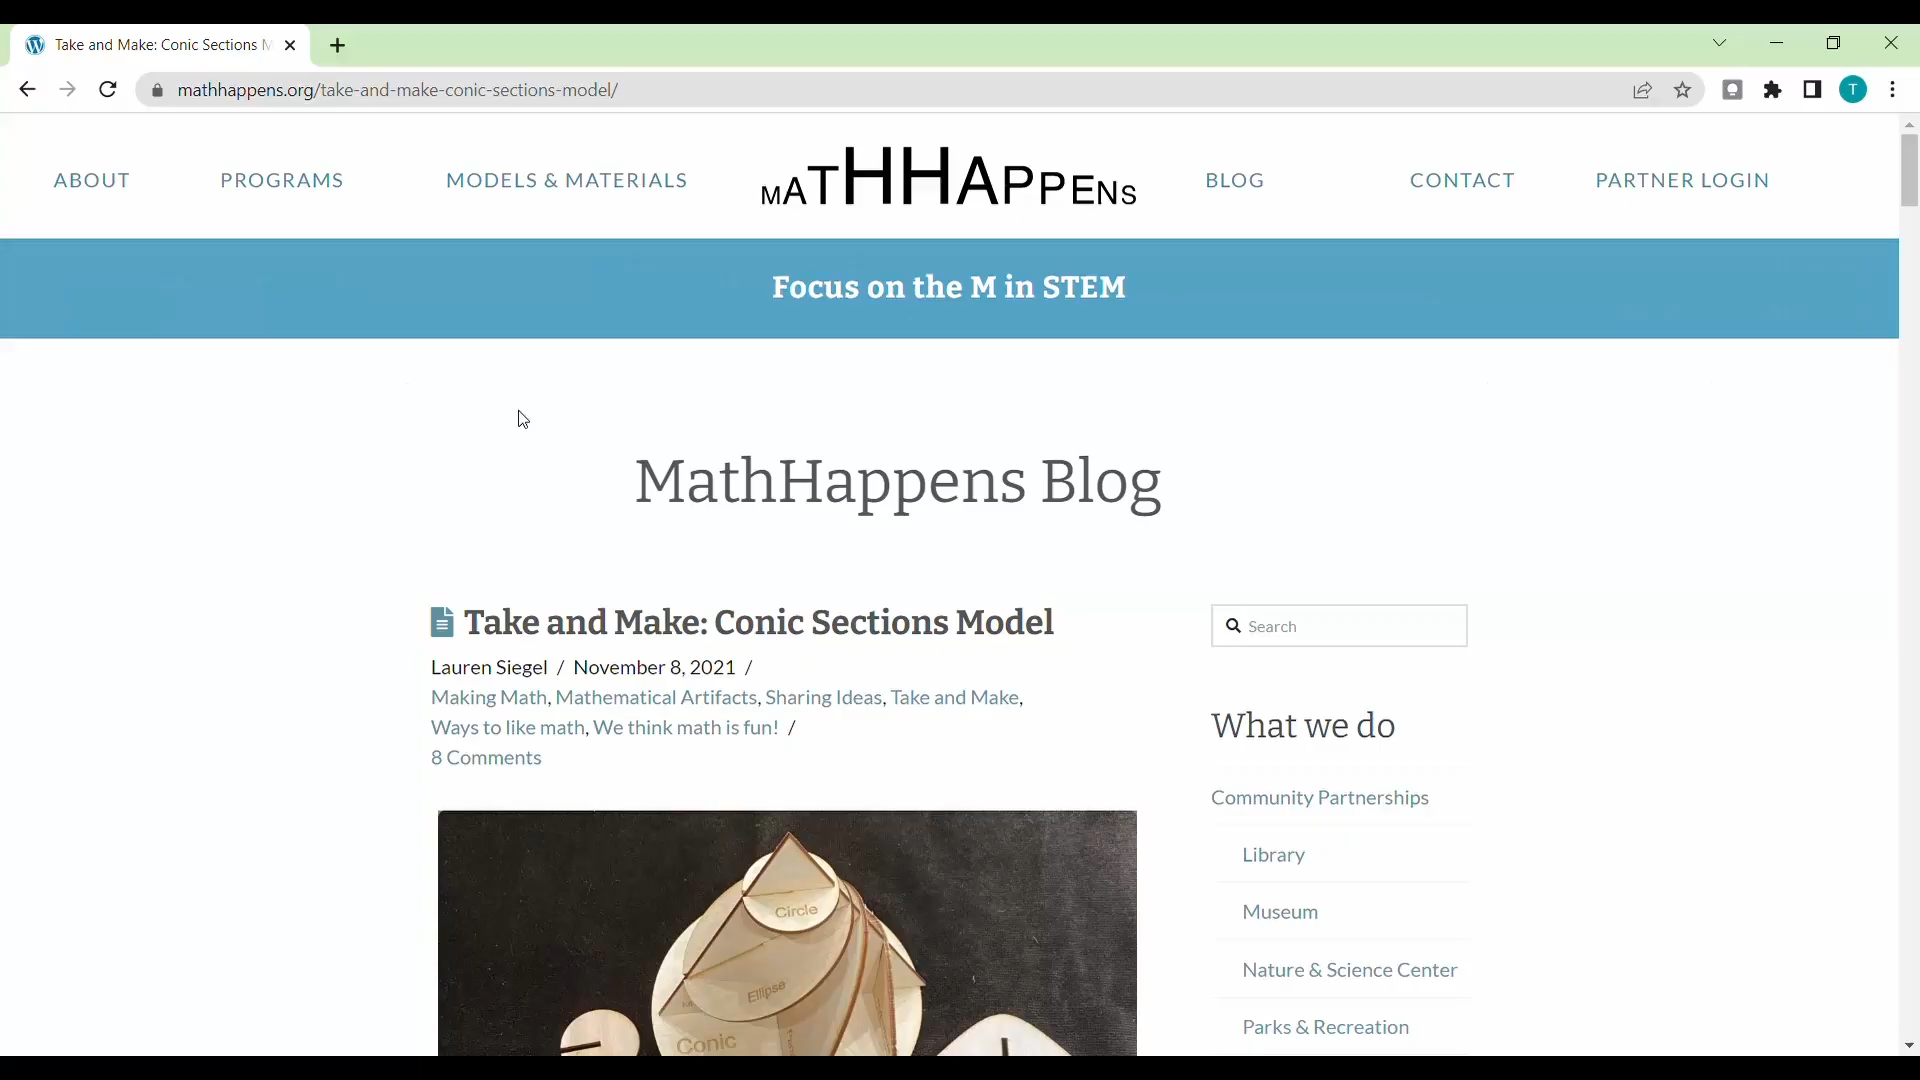 Take and Make: Conic Sections M
mathhappens.org/take-and-make-conic-sections-model/
T
ABOUT
PROGRAMS
MODELS & MATERIALS
MATHHAPPENS
BLOG
CONTACT
PARTNER LOGIN
Focus on the M in STEM
MathHappens Blog
Take and Make: Conic Sections Model
Lauren Siegel / November 8, 2021 /
Making Math, Mathematical Artifacts, Sharing Ideas, Take and Make,
Ways to like math, We think math is fun! /
8 Comments
Circle
Ellipse
Conic
Search
What we do
Community Partnerships
Library
Museum
Nature & Science Center
Parks & Recreation